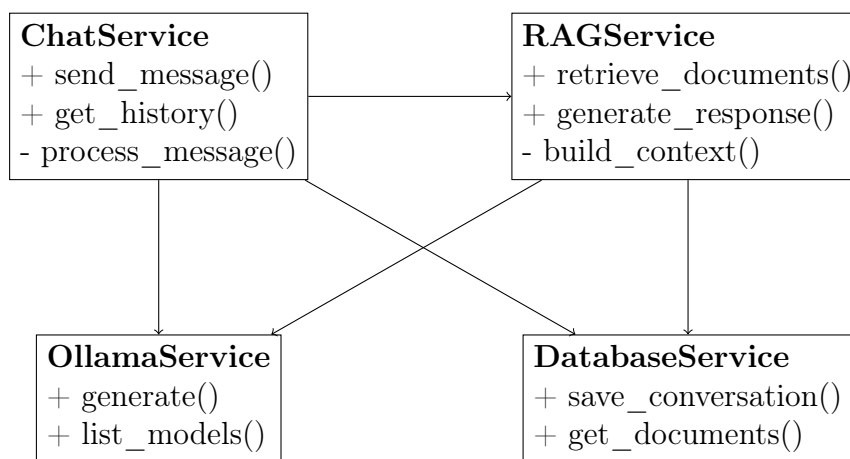 ChatService
+ send_message()
+ get_history()
- process_message()
RAGService
+ retrieve_documents()
+ generate_response()
- build_context()
OllamaService
+ generate()
+ list_models()
DatabaseService
+ save_conversation()
+ get_documents()